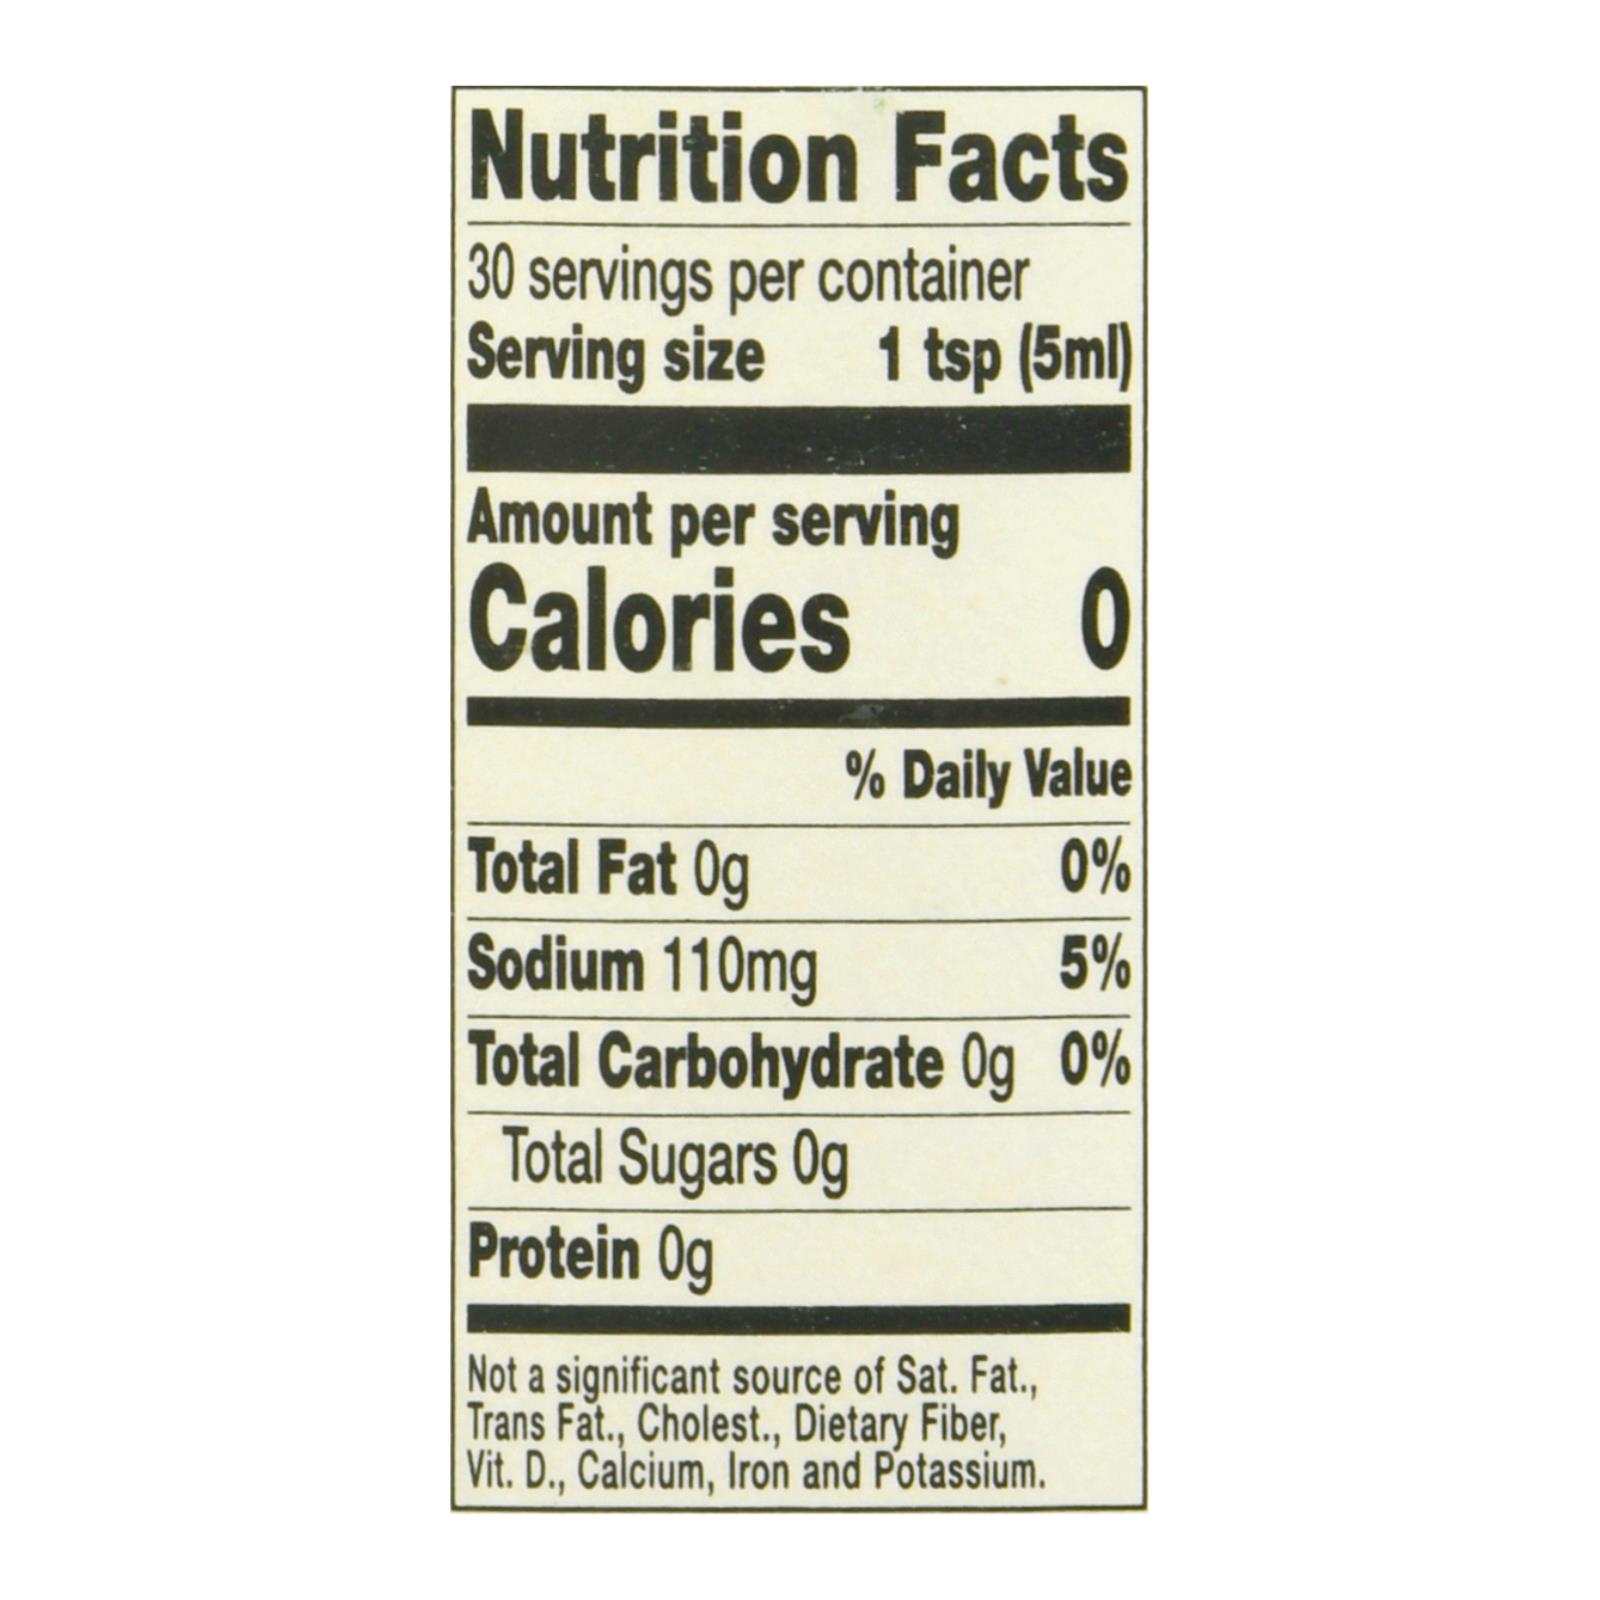 Nutrition Facts
30 servings per container
Serving size 1 tsp (5ml)
Amount per serving
Calories 0
% Daily Value
Total Fat 0g 0%
Sodium 110mg 5%
Total Carbohydrate 0g 0%
Total Sugars 0g
Protein 0g
Not a significant source of Sat. Fat.,
Trans Fat., Cholest., Dietary Fiber,
Vit. D., Calcium, Iron and Potassium.